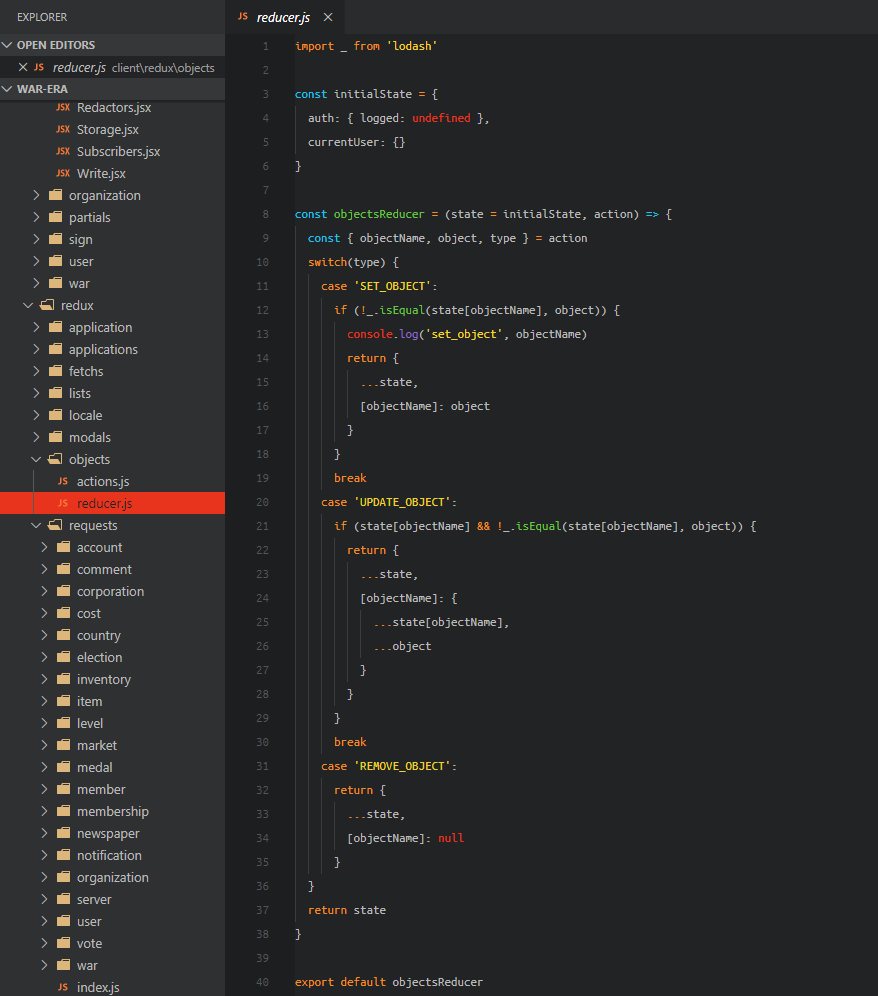 EXPLORER
OPEN EDITORS
JS reducer.js client\redux\objects
WAR-ERA
JSX Redactors.jsx
JSX Storage.jsx
JSX Subscribers.jsx
JSX Write.jsx
organization
partials
sign
user
war
redux
application
applications
fetchs
lists
locale
modals
objects
JS actions.js
JS reducer.js
requests
account
comment
corporation
cost
country
election
inventory
item
level
market
medal
member
membership
newspaper
notification
organization
server
user
vote
war
JS index.js
JS reducer.js
1 import _ from 'lodash'
2
3 const initialState = {
4 auth: { logged: undefined },
5 currentUser: {}
6 }
7
8 const objectsReducer = (state = initialState, action) => {
9 const { objectName, object, type } = action
10 switch(type) {
11 case 'SET_OBJECT':
12 if (!_.isEqual(state[objectName], object)) {
13 console.log('set_object', objectName)
14 return {
15 ...state,
16 [objectName]: object
17 }
18 }
19 break
20 case 'UPDATE_OBJECT':
21 if (state[objectName] && !_.isEqual(state[objectName], object)) {
22 return {
23 ...state,
24 [objectName]: {
25 ...state[objectName],
26 ...object
27 }
28 }
29 }
30 break
31 case 'REMOVE_OBJECT':
32 return {
33 ...state,
34 [objectName]: null
35 }
36 }
37 return state
38 }
39
40 export default objectsReducer